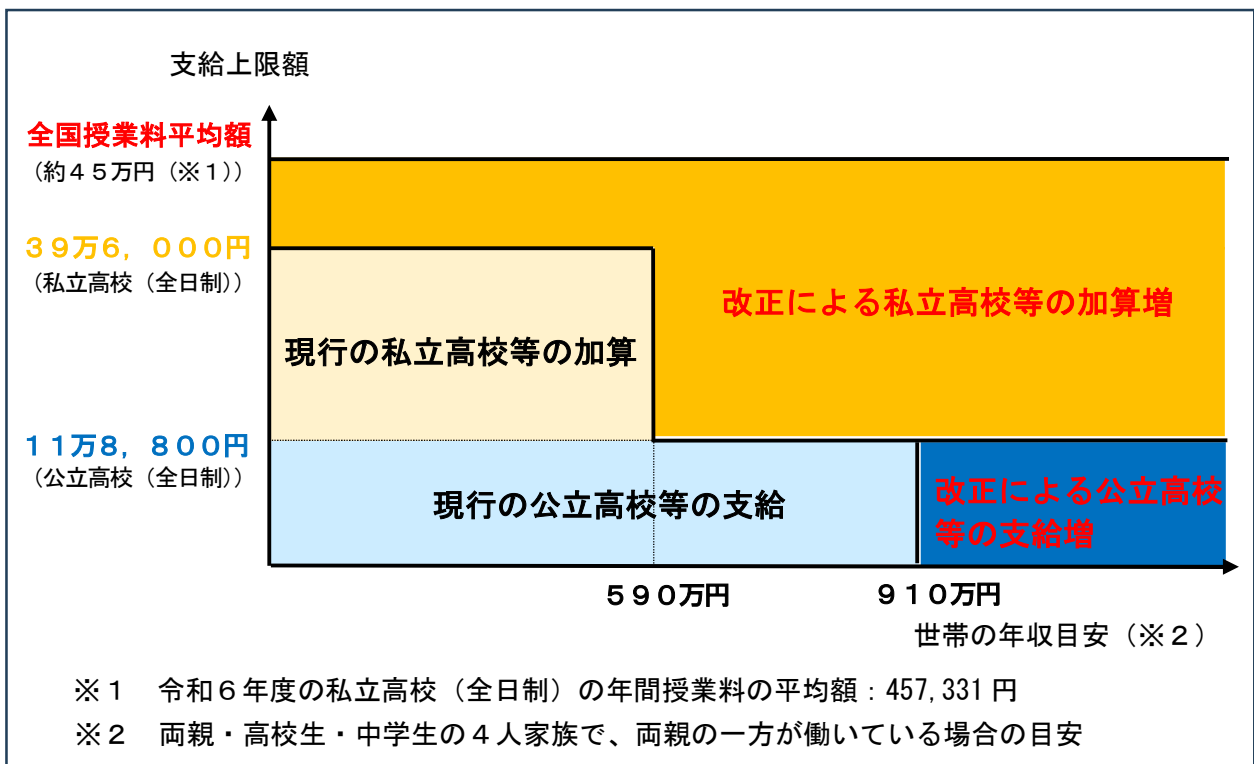 支給上限額
全国授業料平均額
（約４５万円（※１））
３９万６，０００円
（私立高校（全日制））
改正による私立高校等の加算増
現行の私立高校等の加算
１１万８，８００円
（公立高校（全日制））
現行の公立高校等の支給
改正による公立高校
等の支給増
５９０万円
９１０万円
世帯の年収目安（※２）
※１　令和６年度の私立高校（全日制）の年間授業料の平均額：457,331 円
※２　両親・高校生・中学生の４人家族で、両親の一方が働いている場合の目安